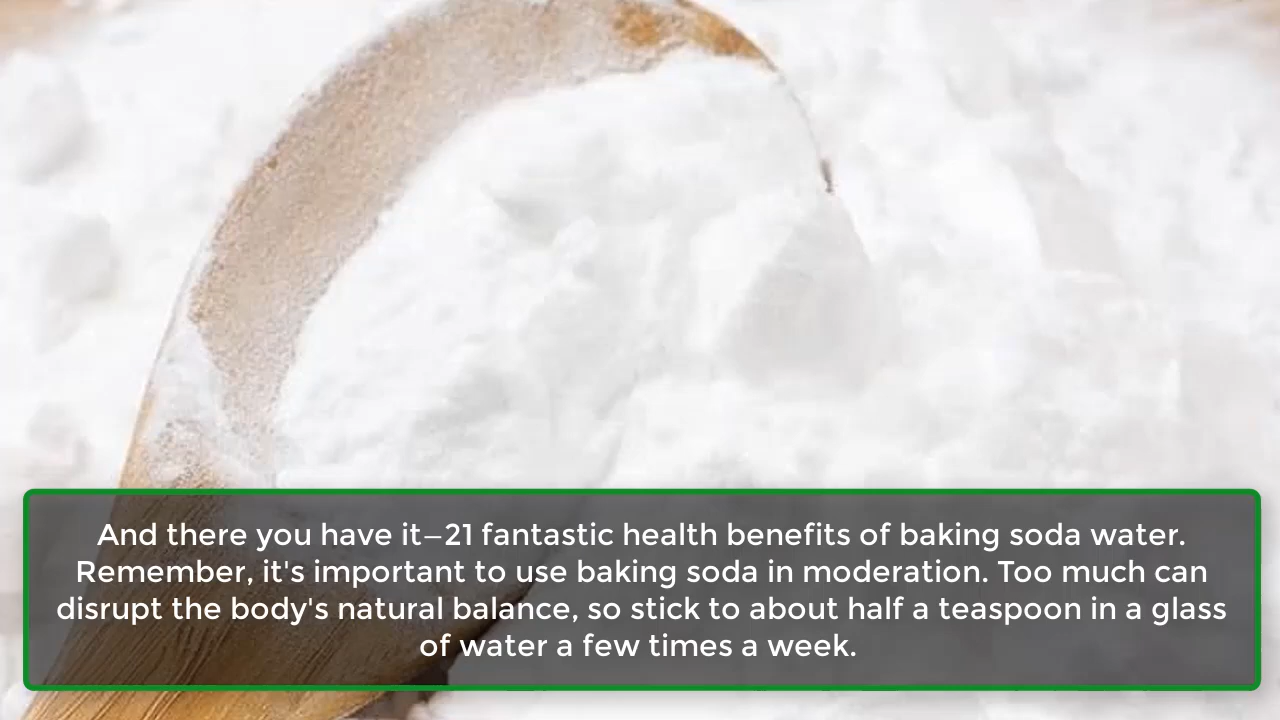 And there you have it—21 fantastic health benefits of baking soda water.
Remember, it's important to use baking soda in moderation. Too much can
disrupt the body's natural balance, so stick to about half a teaspoon in a glass
of water a few times a week.